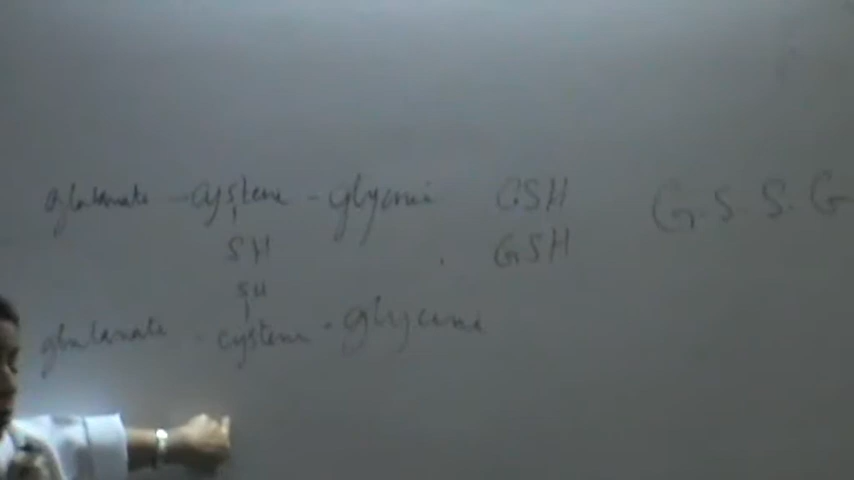 glutamate - cysteine - glycine GSH G.S.S.G
SH GSH
SH
glutamate - cysteine - glycine